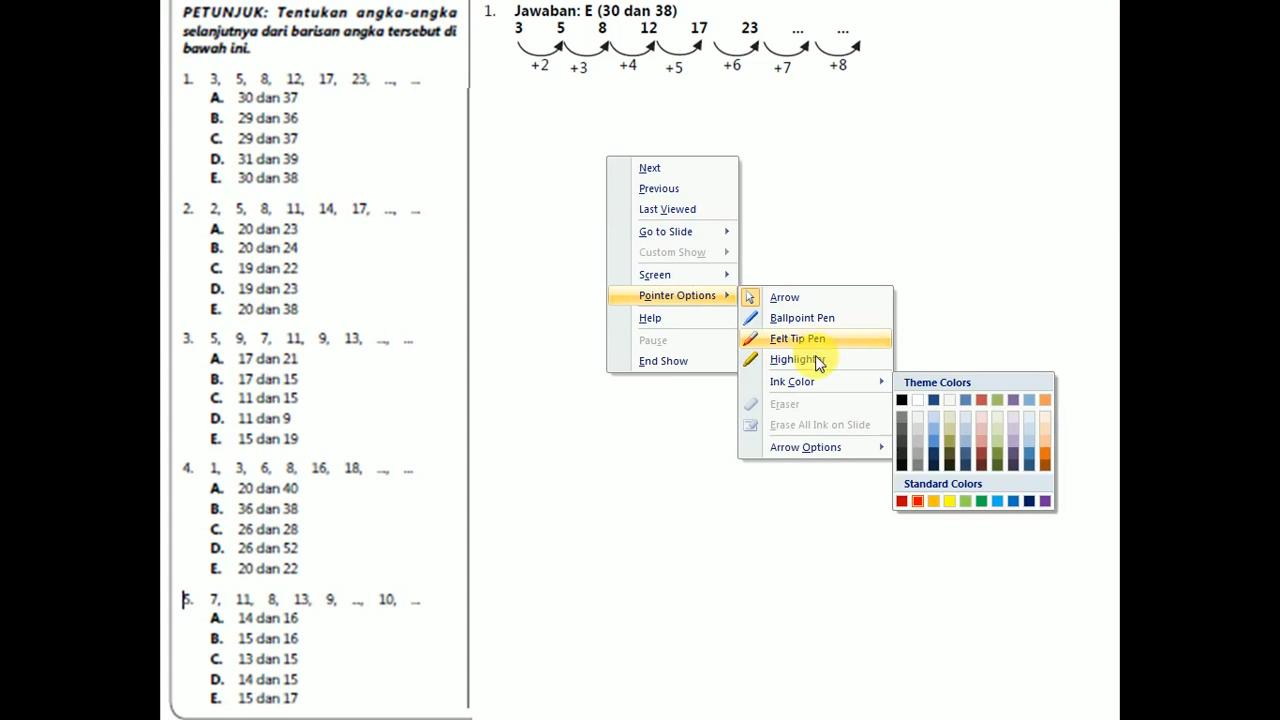 PETUNJUK: Tentukan angka-angka
selanjutnya dari barisan angka tersebut di
bawah ini.
1. 3, 5, 8, 12, 17, 23, ..., ...
A. 30 dan 37
B. 29 dan 36
C. 29 dan 37
D. 31 dan 39
E. 30 dan 38
2. 2, 5, 8, 11, 14, 17, ..., ...
A. 20 dan 23
B. 20 dan 24
C. 19 dan 22
D. 19 dan 23
E. 20 dan 38
3. 5, 9, 7, 11, 9, 13, ..., ...
A. 17 dan 21
B. 17 dan 15
C. 11 dan 15
D. 11 dan 9
E. 15 dan 19
4. 1, 3, 6, 8, 16, 18, ..., ...
A. 20 dan 40
B. 36 dan 38
C. 26 dan 28
D. 26 dan 52
E. 20 dan 22
5. 7, 11, 8, 13, 9, ..., 10, ...
A. 14 dan 16
B. 15 dan 16
C. 13 dan 15
D. 14 dan 15
E. 15 dan 17
1. Jawaban: E (30 dan 38)
3 5 8 12 17 23 ... ...
+2 +3 +4 +5 +6 +7 +8
Next
Previous
Last Viewed
Go to Slide
Custom Show
Screen
Pointer Options
Help
Pause
End Show
Arrow
Ballpoint Pen
Felt Tip Pen
Highlighter
Ink Color
Eraser
Erase All Ink on Slide
Arrow Options
Theme Colors
Standard Colors